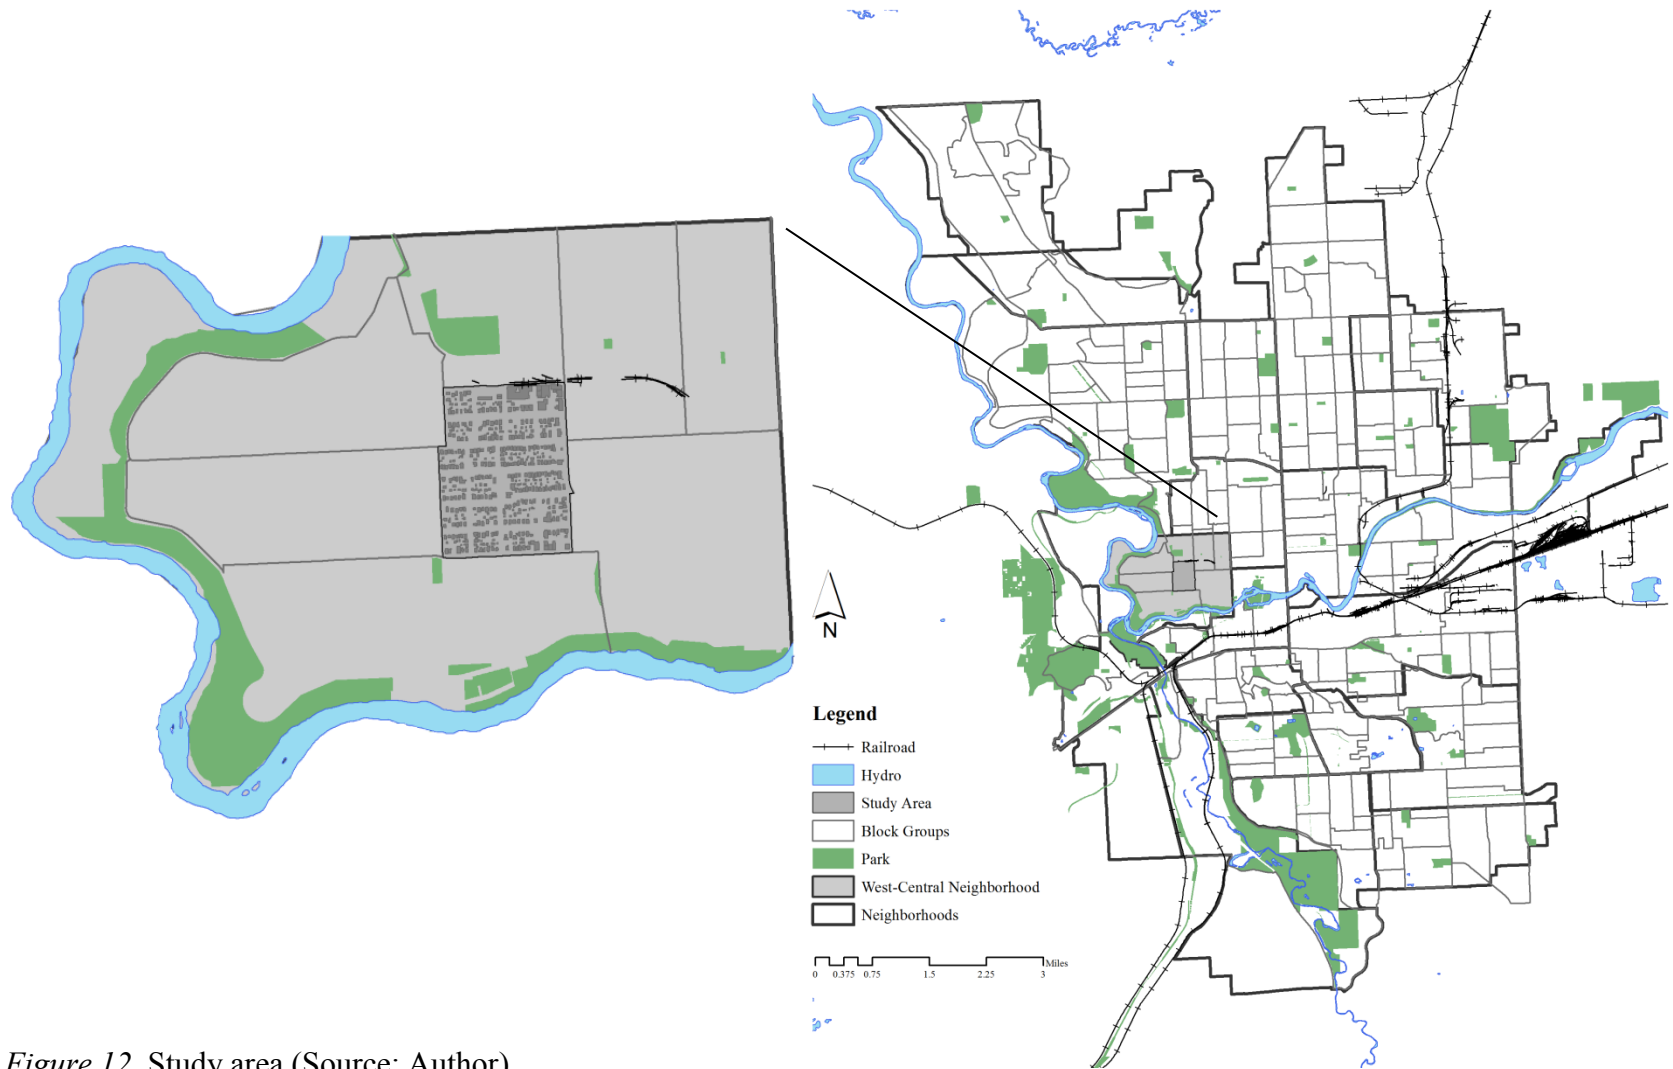 N
Legend
Railroad
Hydro
Study Area
Block Groups
Park
West-Central Neighborhood
Neighborhoods
Miles
0 0.375 0.75 1.5 2.25 3
Figure 12. Study area (Source: Author)